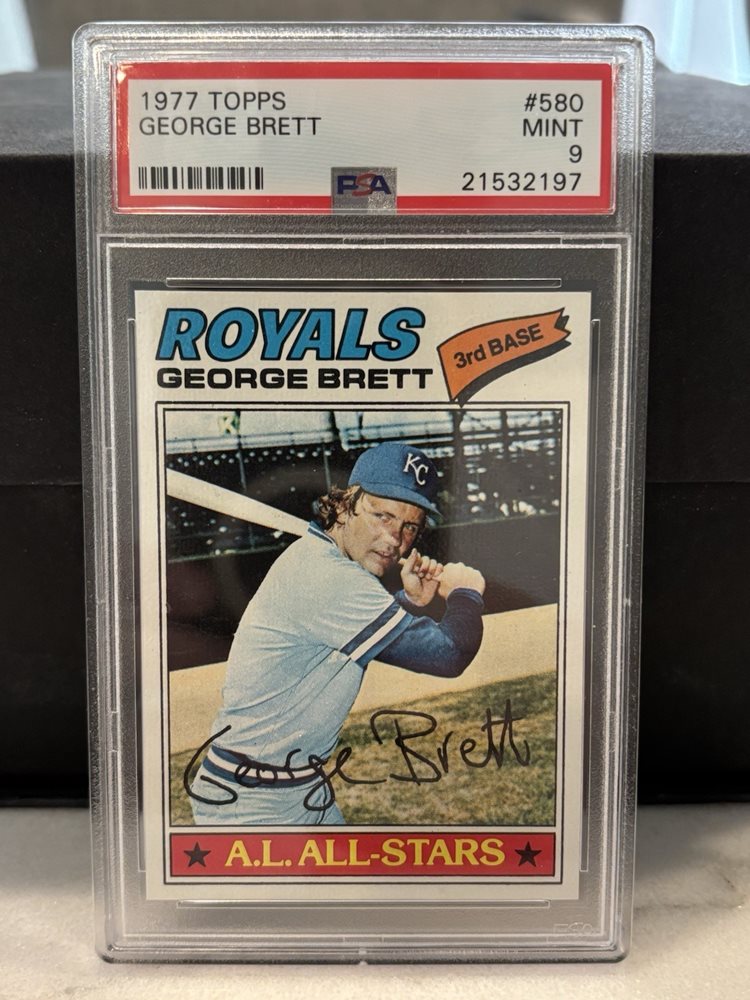 1977 TOPPS #580
GEORGE BRETT MINT
9
PSA 21532197
ROYALS
GEORGE BRETT
3rd BASE
KC
George Brett
★ A.L. ALL-STARS ★